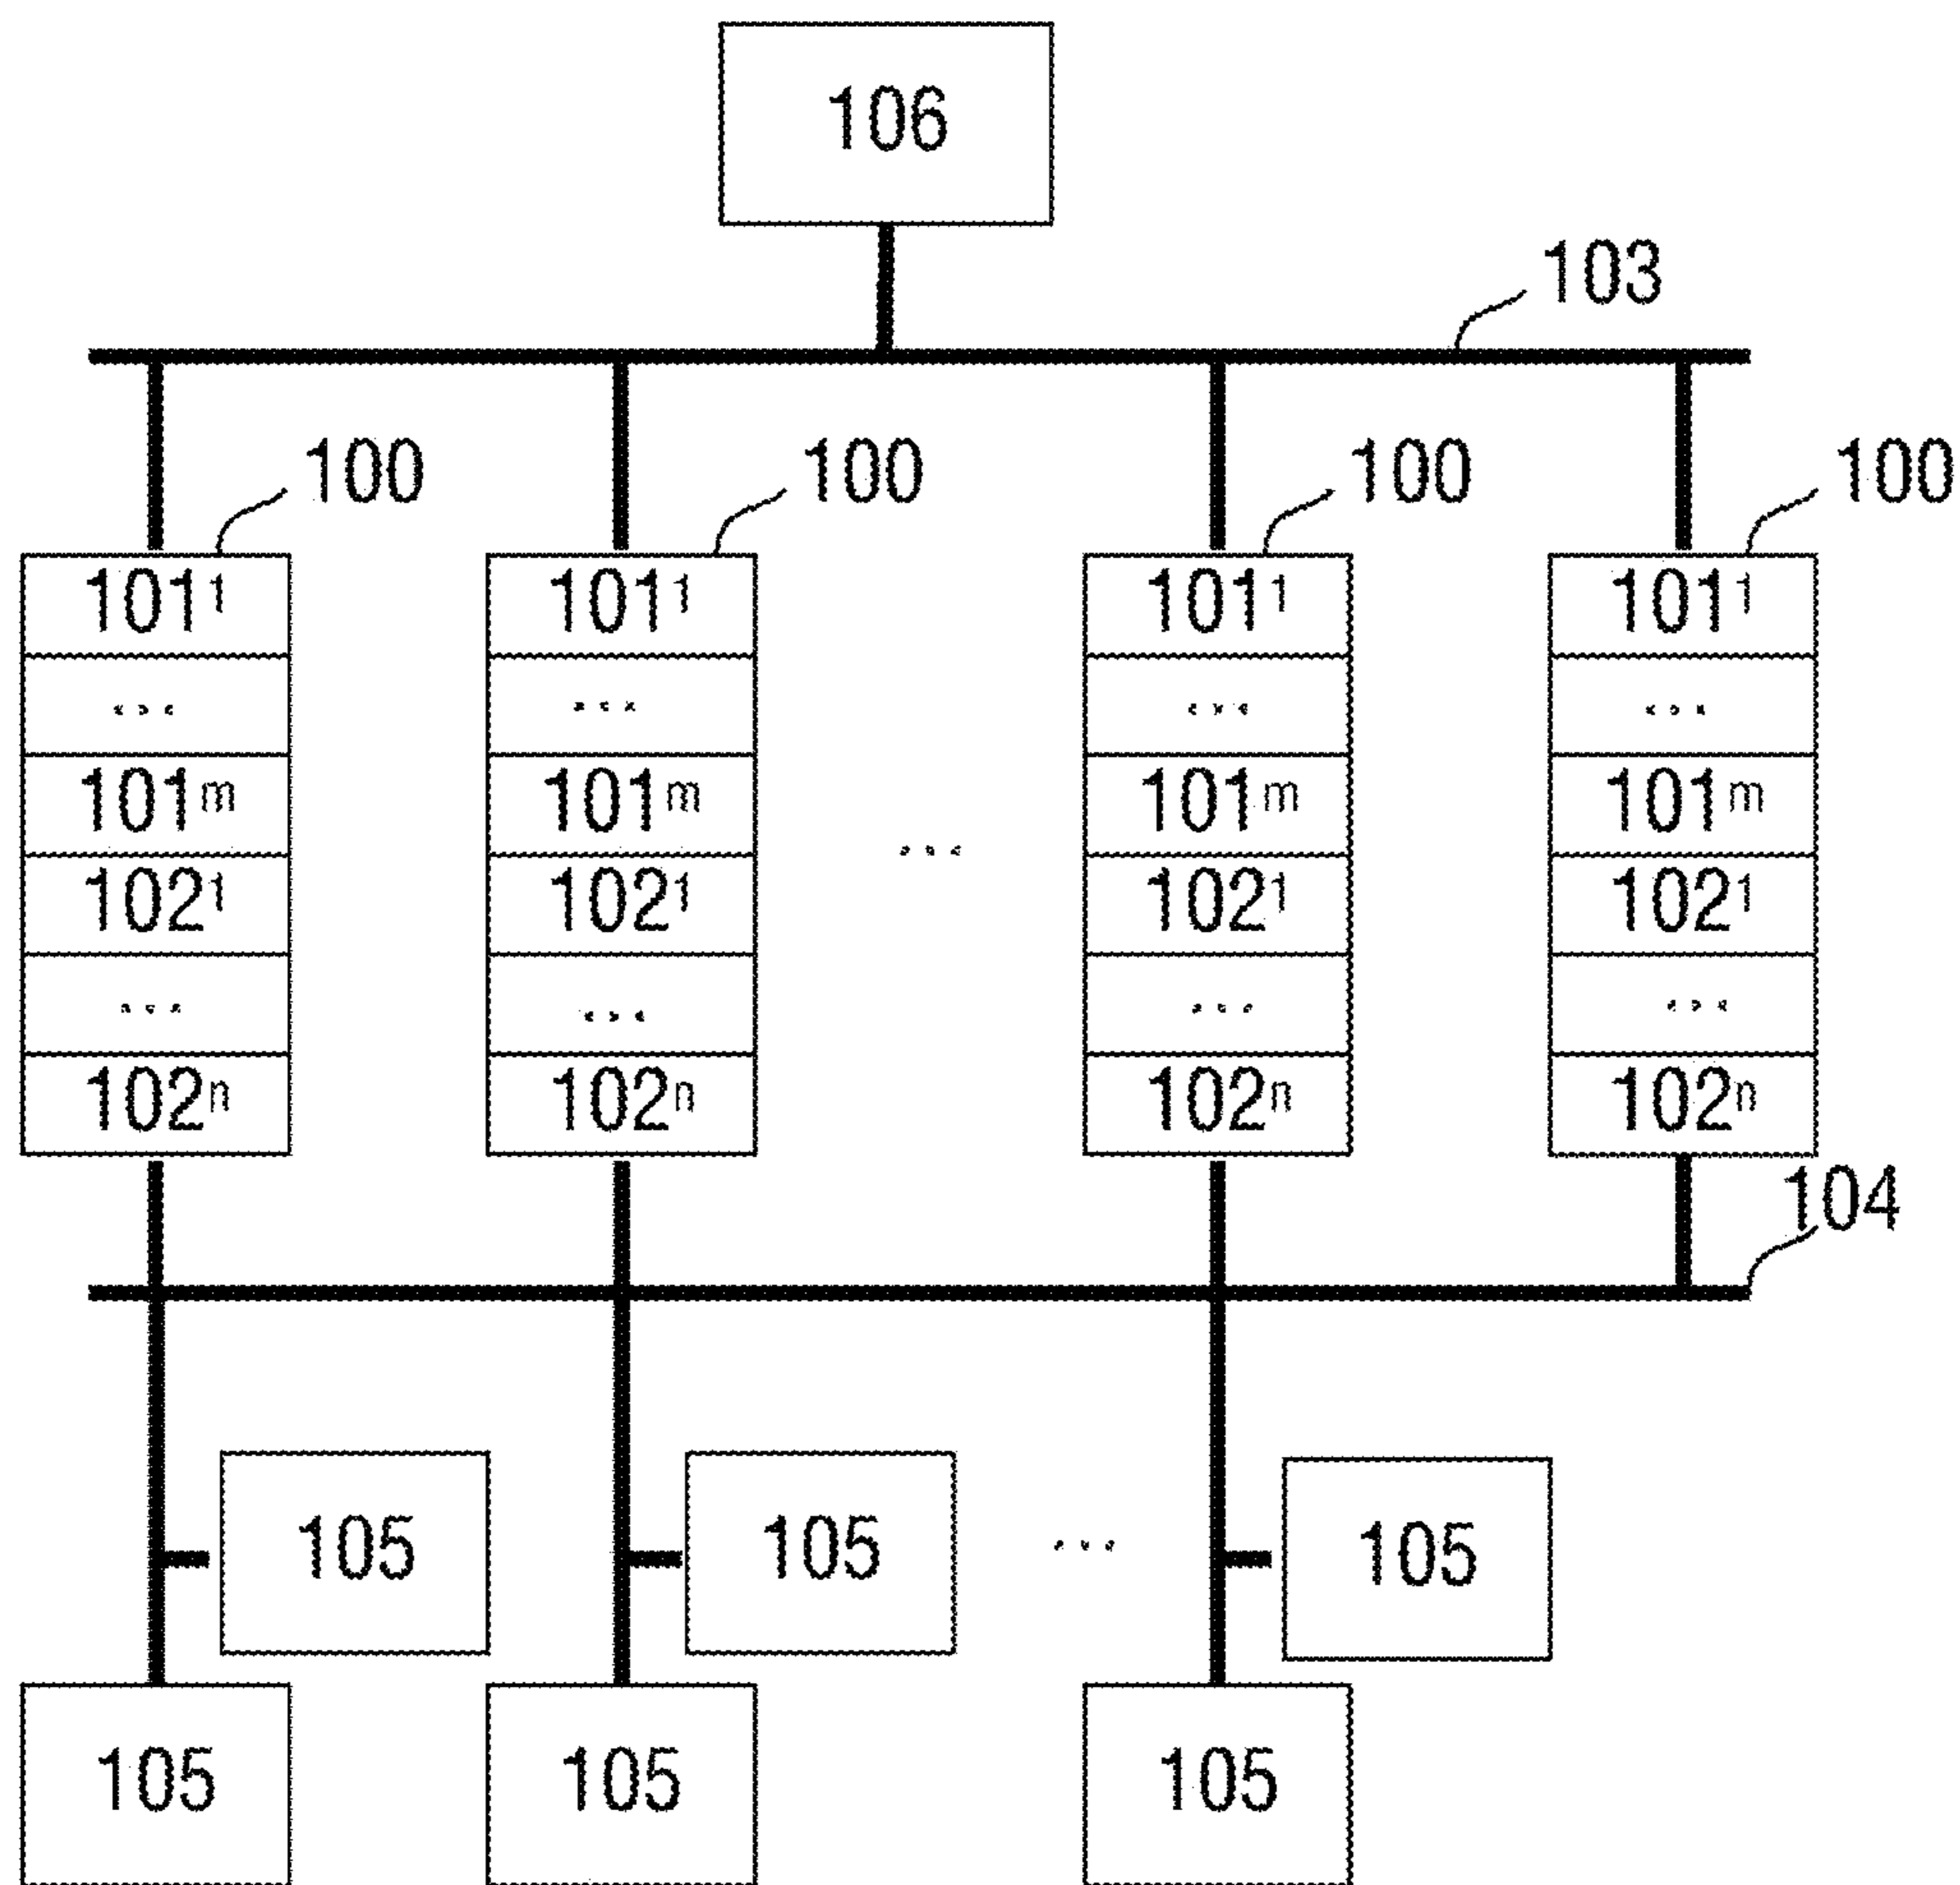 106
103
100 100 100 100
101¹ 101¹ 101¹ 101¹
... ... ... ...
101ᵐ 101ᵐ 101ᵐ 101ᵐ
...
102¹ 102¹ 102¹ 102¹
... ... ... ...
102ⁿ 102ⁿ 102ⁿ 102ⁿ
104
105 105 ... 105
105 105 105